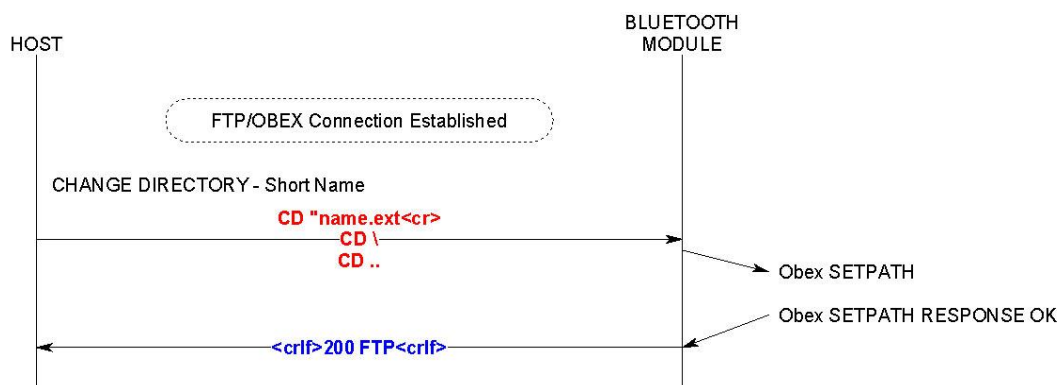 HOST
BLUETOOTH
MODULE
FTP/OBEX Connection Established
CHANGE DIRECTORY - Short Name
CD "name.ext<cr>
CD \
CD ..
Obex SETPATH
Obex SETPATH RESPONSE OK
<crlf>200 FTP<crlf>